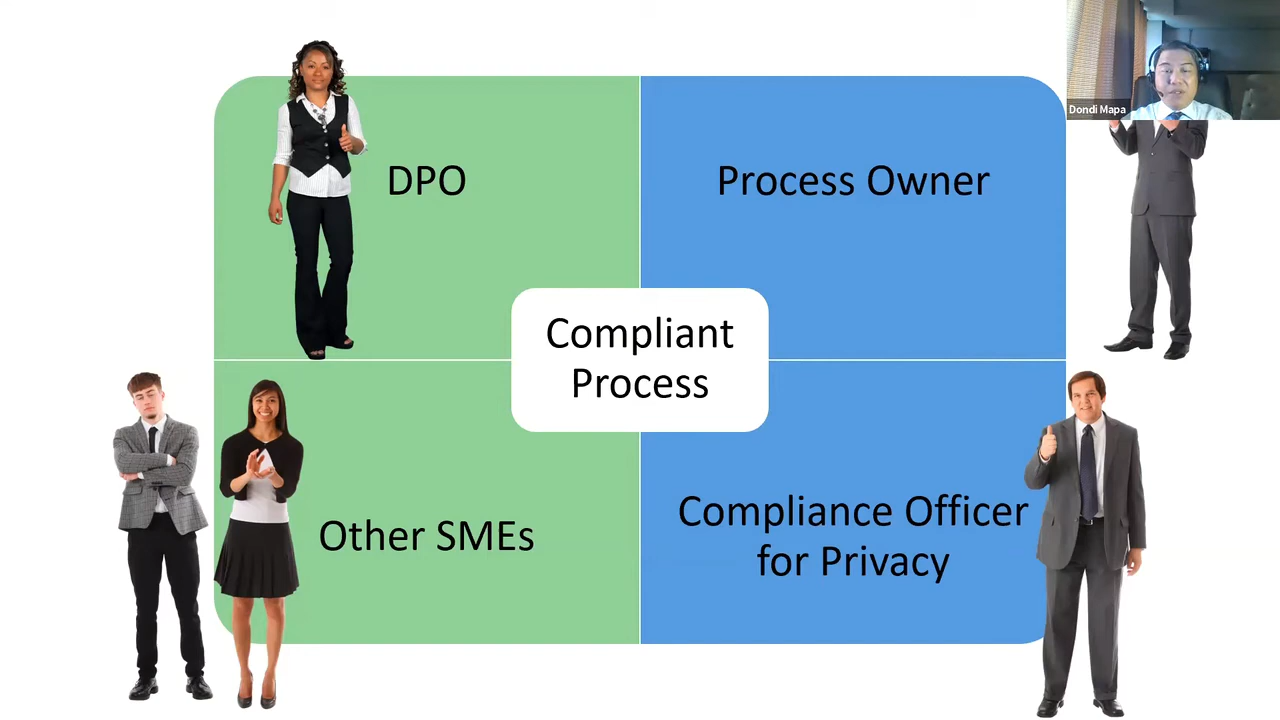 Dondi Mapa
DPO
Process Owner
Compliant
Process
Other SMEs
Compliance Officer
for Privacy